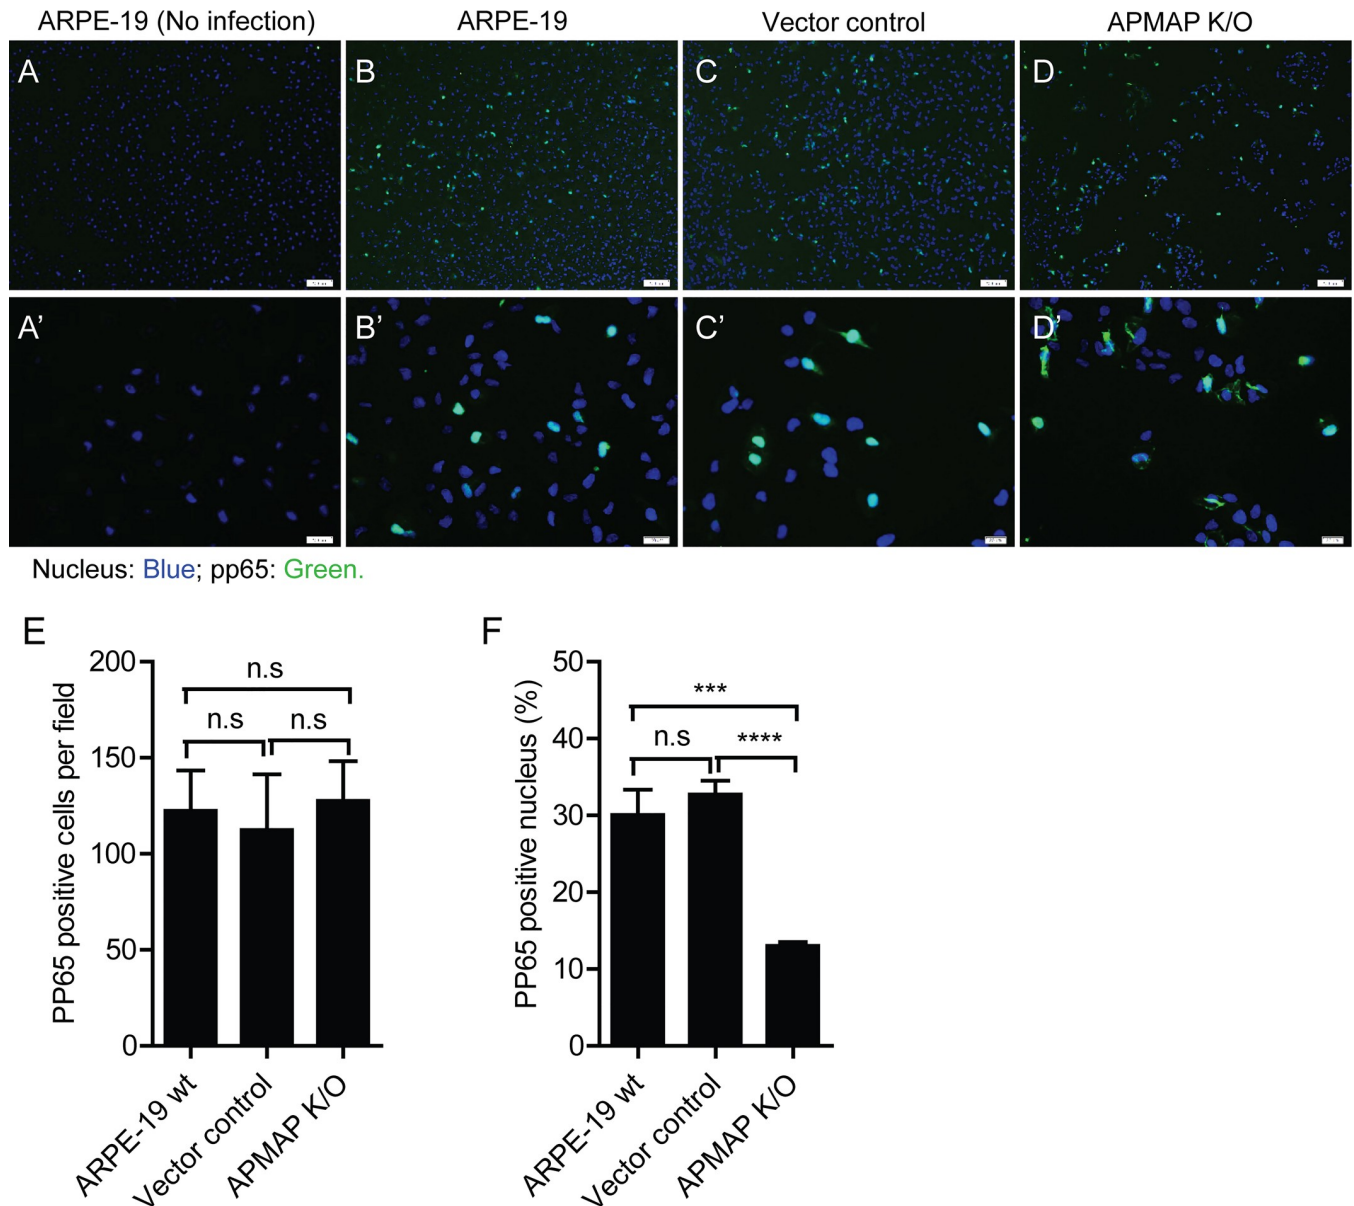 ARPE-19 (No infection) ARPE-19 Vector control APMAP K/O
A B C D
A’ B’ C’ D’
Nucleus: Blue; pp65: Green.
E
PP65 positive cells per field
200
150
100
50
0
n.s
n.s n.s
ARPE-19 wt
Vector control
APMAP K/O
F
PP65 positive nucleus (%)
50
40
30
20
10
0
***
n.s ****
ARPE-19 wt
Vector control
APMAP K/O